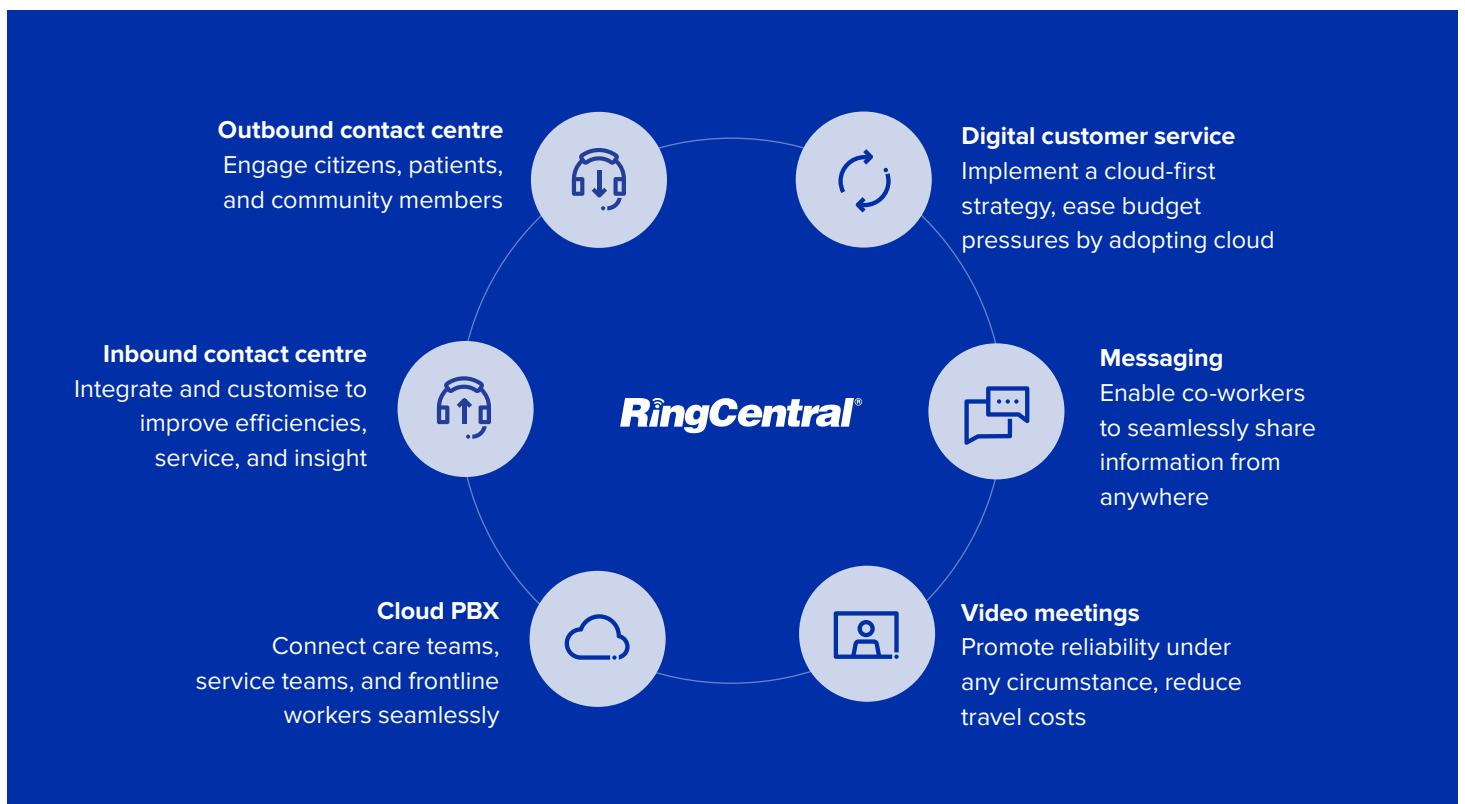 Outbound contact centre
Engage citizens, patients,
and community members
Digital customer service
Implement a cloud-first
strategy, ease budget
pressures by adopting cloud
Inbound contact centre
Integrate and customise to
improve efficiencies,
service, and insight
RingCentral®
Messaging
Enable co-workers
to seamlessly share
information from
anywhere
Cloud PBX
Connect care teams,
service teams, and frontline
workers seamlessly
Video meetings
Promote reliability under
any circumstance, reduce
travel costs